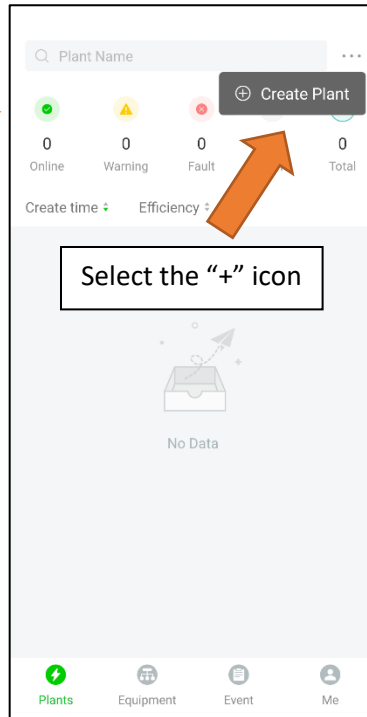 Plant Name
Create Plant
0 0 0 0
Online Warning Fault Total
Create time Efficiency
Select the “+” icon
No Data
Plants Equipment Event Me